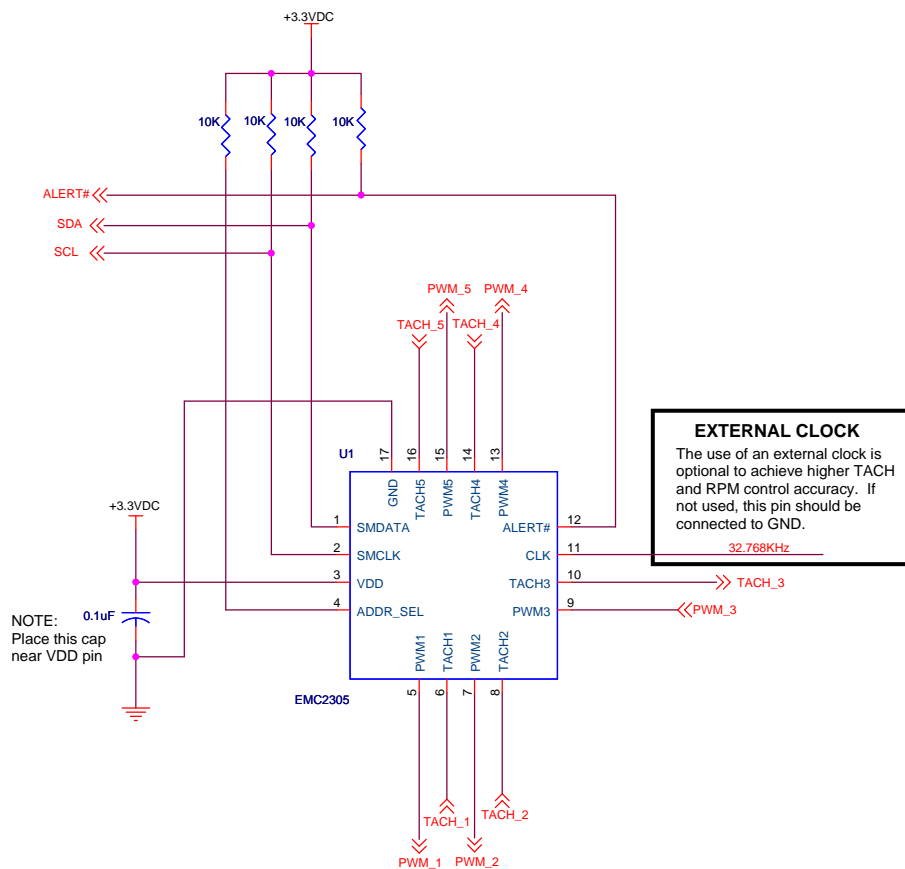 +3.3VDC
10K
10K
10K
10K
ALERT#
SDA
SCL
PWM_5
PWM_4
TACH_5
TACH_4
EXTERNAL CLOCK
The use of an external clock is
optional to achieve higher TACH
and RPM control accuracy. If
not used, this pin should be
connected to GND.
32.768KHz
U1
17
16
15
14
13
GND
TACH5
PWM5
TACH4
PWM4
+3.3VDC
1
SMDATA
ALERT#
12
2
SMCLK
CLK
11
3
VDD
TACH3
10
TACH_3
4
ADDR_SEL
PWM3
9
PWM_3
0.1uF
NOTE:
Place this cap
near VDD pin
PWM1
TACH1
PWM2
TACH2
5
6
7
8
EMC2305
TACH_1
TACH_2
PWM_1
PWM_2